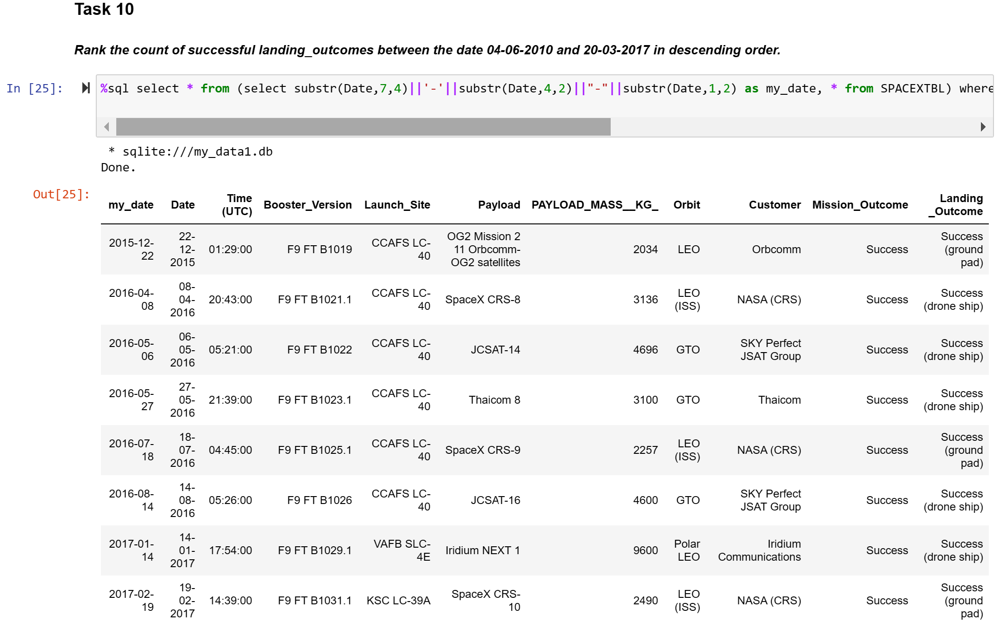 Task 10
Rank the count of successful landing_outcomes between the date 04-06-2010 and 20-03-2017 in descending order.
In [25]: %sql select * from (select substr(Date,7,4)||'-'||substr(Date,4,2)||"-"||substr(Date,1,2) as my_date, * from SPACEXTBL) where
* sqlite:///my_data1.db
Done.
Out[25]:
my_date Date Time (UTC) Booster_Version Launch_Site Payload PAYLOAD_MASS__KG_ Orbit Customer Mission_Outcome Landing _Outcome
2015-12-22 22-12-2015 01:29:00 F9 FT B1019 CCAFS LC-40 OG2 Mission 2 11 Orbcomm-OG2 satellites 2034 LEO Orbcomm Success Success (ground pad)
2016-04-08 08-04-2016 20:43:00 F9 FT B1021.1 CCAFS LC-40 SpaceX CRS-8 3136 LEO (ISS) NASA (CRS) Success Success (drone ship)
2016-05-06 06-05-2016 05:21:00 F9 FT B1022 CCAFS LC-40 JCSAT-14 4696 GTO SKY Perfect JSAT Group Success Success (drone ship)
2016-05-27 27-05-2016 21:39:00 F9 FT B1023.1 CCAFS LC-40 Thaicom 8 3100 GTO Thaicom Success Success (drone ship)
2016-07-18 18-07-2016 04:45:00 F9 FT B1025.1 CCAFS LC-40 SpaceX CRS-9 2257 LEO (ISS) NASA (CRS) Success Success (ground pad)
2016-08-14 14-08-2016 05:26:00 F9 FT B1026 CCAFS LC-40 JCSAT-16 4600 GTO SKY Perfect JSAT Group Success Success (drone ship)
2017-01-14 14-01-2017 17:54:00 F9 FT B1029.1 VAFB SLC-4E Iridium NEXT 1 9600 Polar LEO Iridium Communications Success Success (drone ship)
2017-02-19 19-02-2017 14:39:00 F9 FT B1031.1 KSC LC-39A SpaceX CRS-10 2490 LEO (ISS) NASA (CRS) Success Success (ground pad)